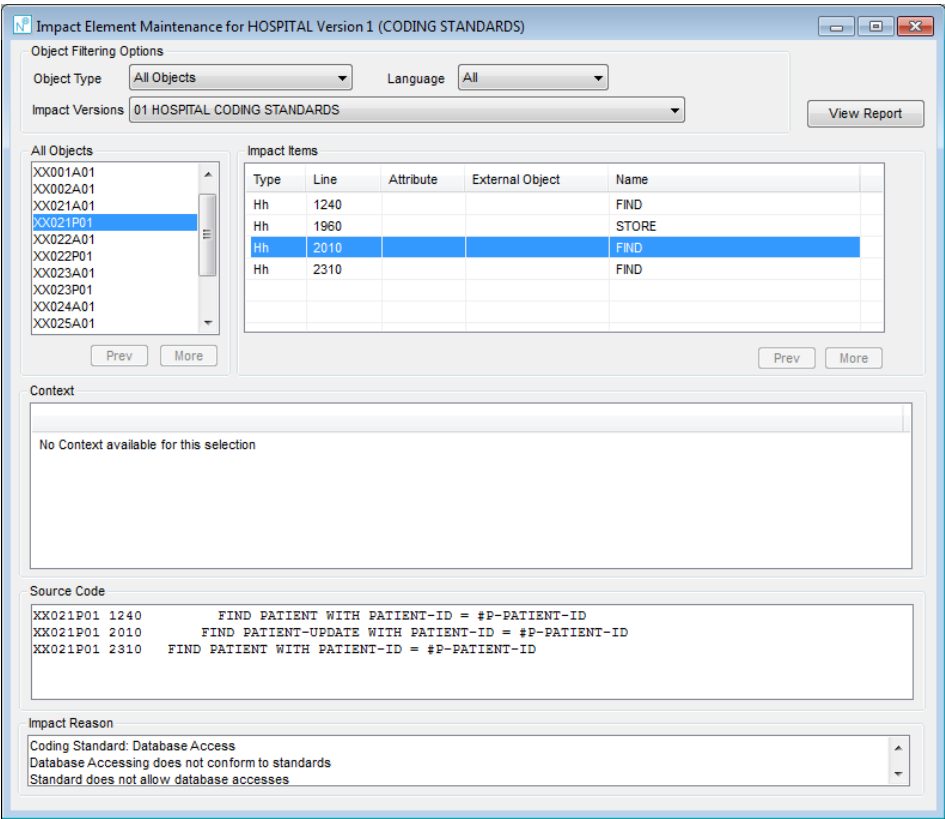 Impact Element Maintenance for HOSPITAL Version 1 (CODING STANDARDS)
Object Filtering Options
Object Type All Objects Language All
Impact Versions 01 HOSPITAL CODING STANDARDS
View Report
All Objects
XX001A01
XX002A01
XX021A01
XX021P01
XX022A01
XX022P01
XX023A01
XX023P01
XX024A01
XX025A01
Prev More
Impact Items
Type Line Attribute External Object Name
Hh 1240 FIND
Hh 1960 STORE
Hh 2010 FIND
Hh 2310 FIND
Prev More
Context
No Context available for this selection
Source Code
XX021P01 1240 FIND PATIENT WITH PATIENT-ID = #P-PATIENT-ID
XX021P01 2010 FIND PATIENT-UPDATE WITH PATIENT-ID = #P-PATIENT-ID
XX021P01 2310 FIND PATIENT WITH PATIENT-ID = #P-PATIENT-ID
Impact Reason
Coding Standard: Database Access
Database Accessing does not conform to standards
Standard does not allow database accesses